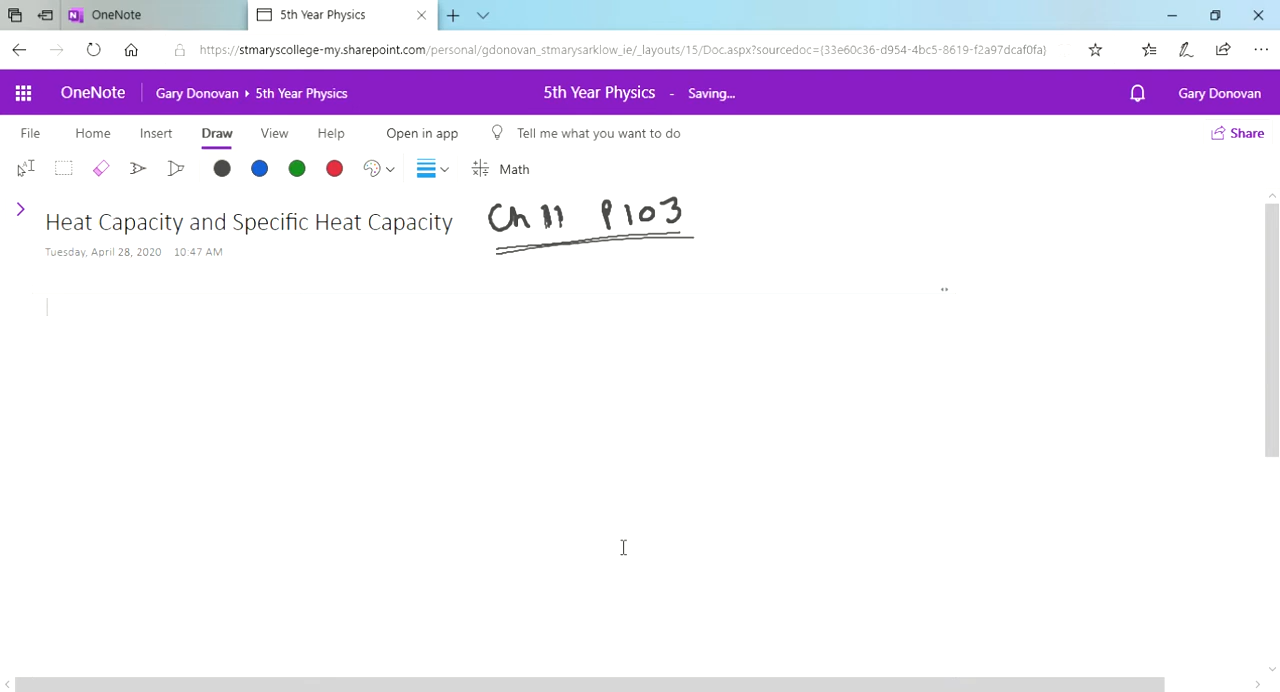 OneNote
5th Year Physics
https://stmaryscollege-my.sharepoint.com/personal/gdonovan_stmarysarklow_ie/_layouts/15/Doc.aspx?sourcedoc={33e60c36-d954-4bc5-8619-f2a97dcaf0fa}
OneNote Gary Donovan › 5th Year Physics 5th Year Physics - Saving... Gary Donovan
File Home Insert Draw View Help Open in app Tell me what you want to do Share
Math
Heat Capacity and Specific Heat Capacity Ch 11 P103
Tuesday, April 28, 2020 10:47 AM